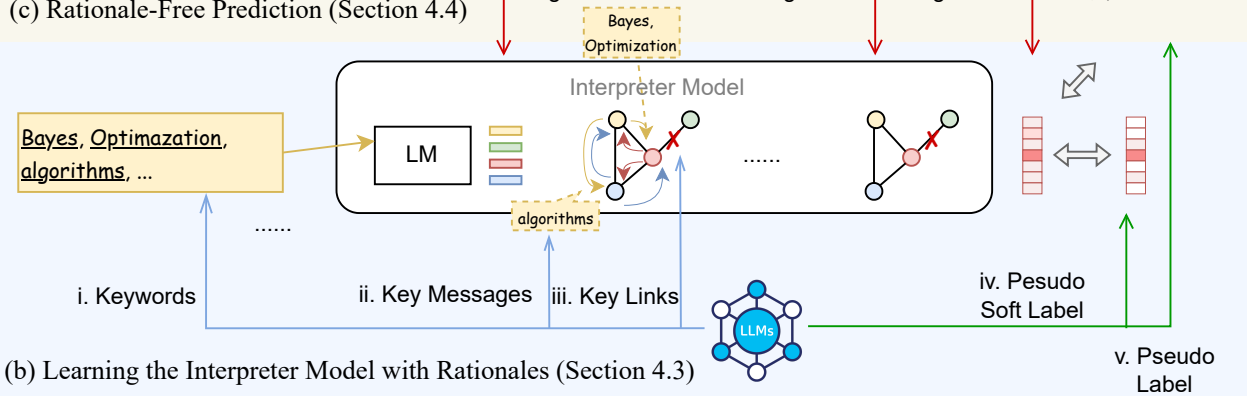 (c) Rationale-Free Prediction (Section 4.4)
Bayes,
Optimization
Interpreter Model
Bayes, Optimazation,
algorithms, ...
LM
......
algorithms
......
i. Keywords
ii. Key Messages
iii. Key Links
LLMs
iv. Pesudo
Soft Label
(b) Learning the Interpreter Model with Rationales (Section 4.3)
v. Pseudo
Label